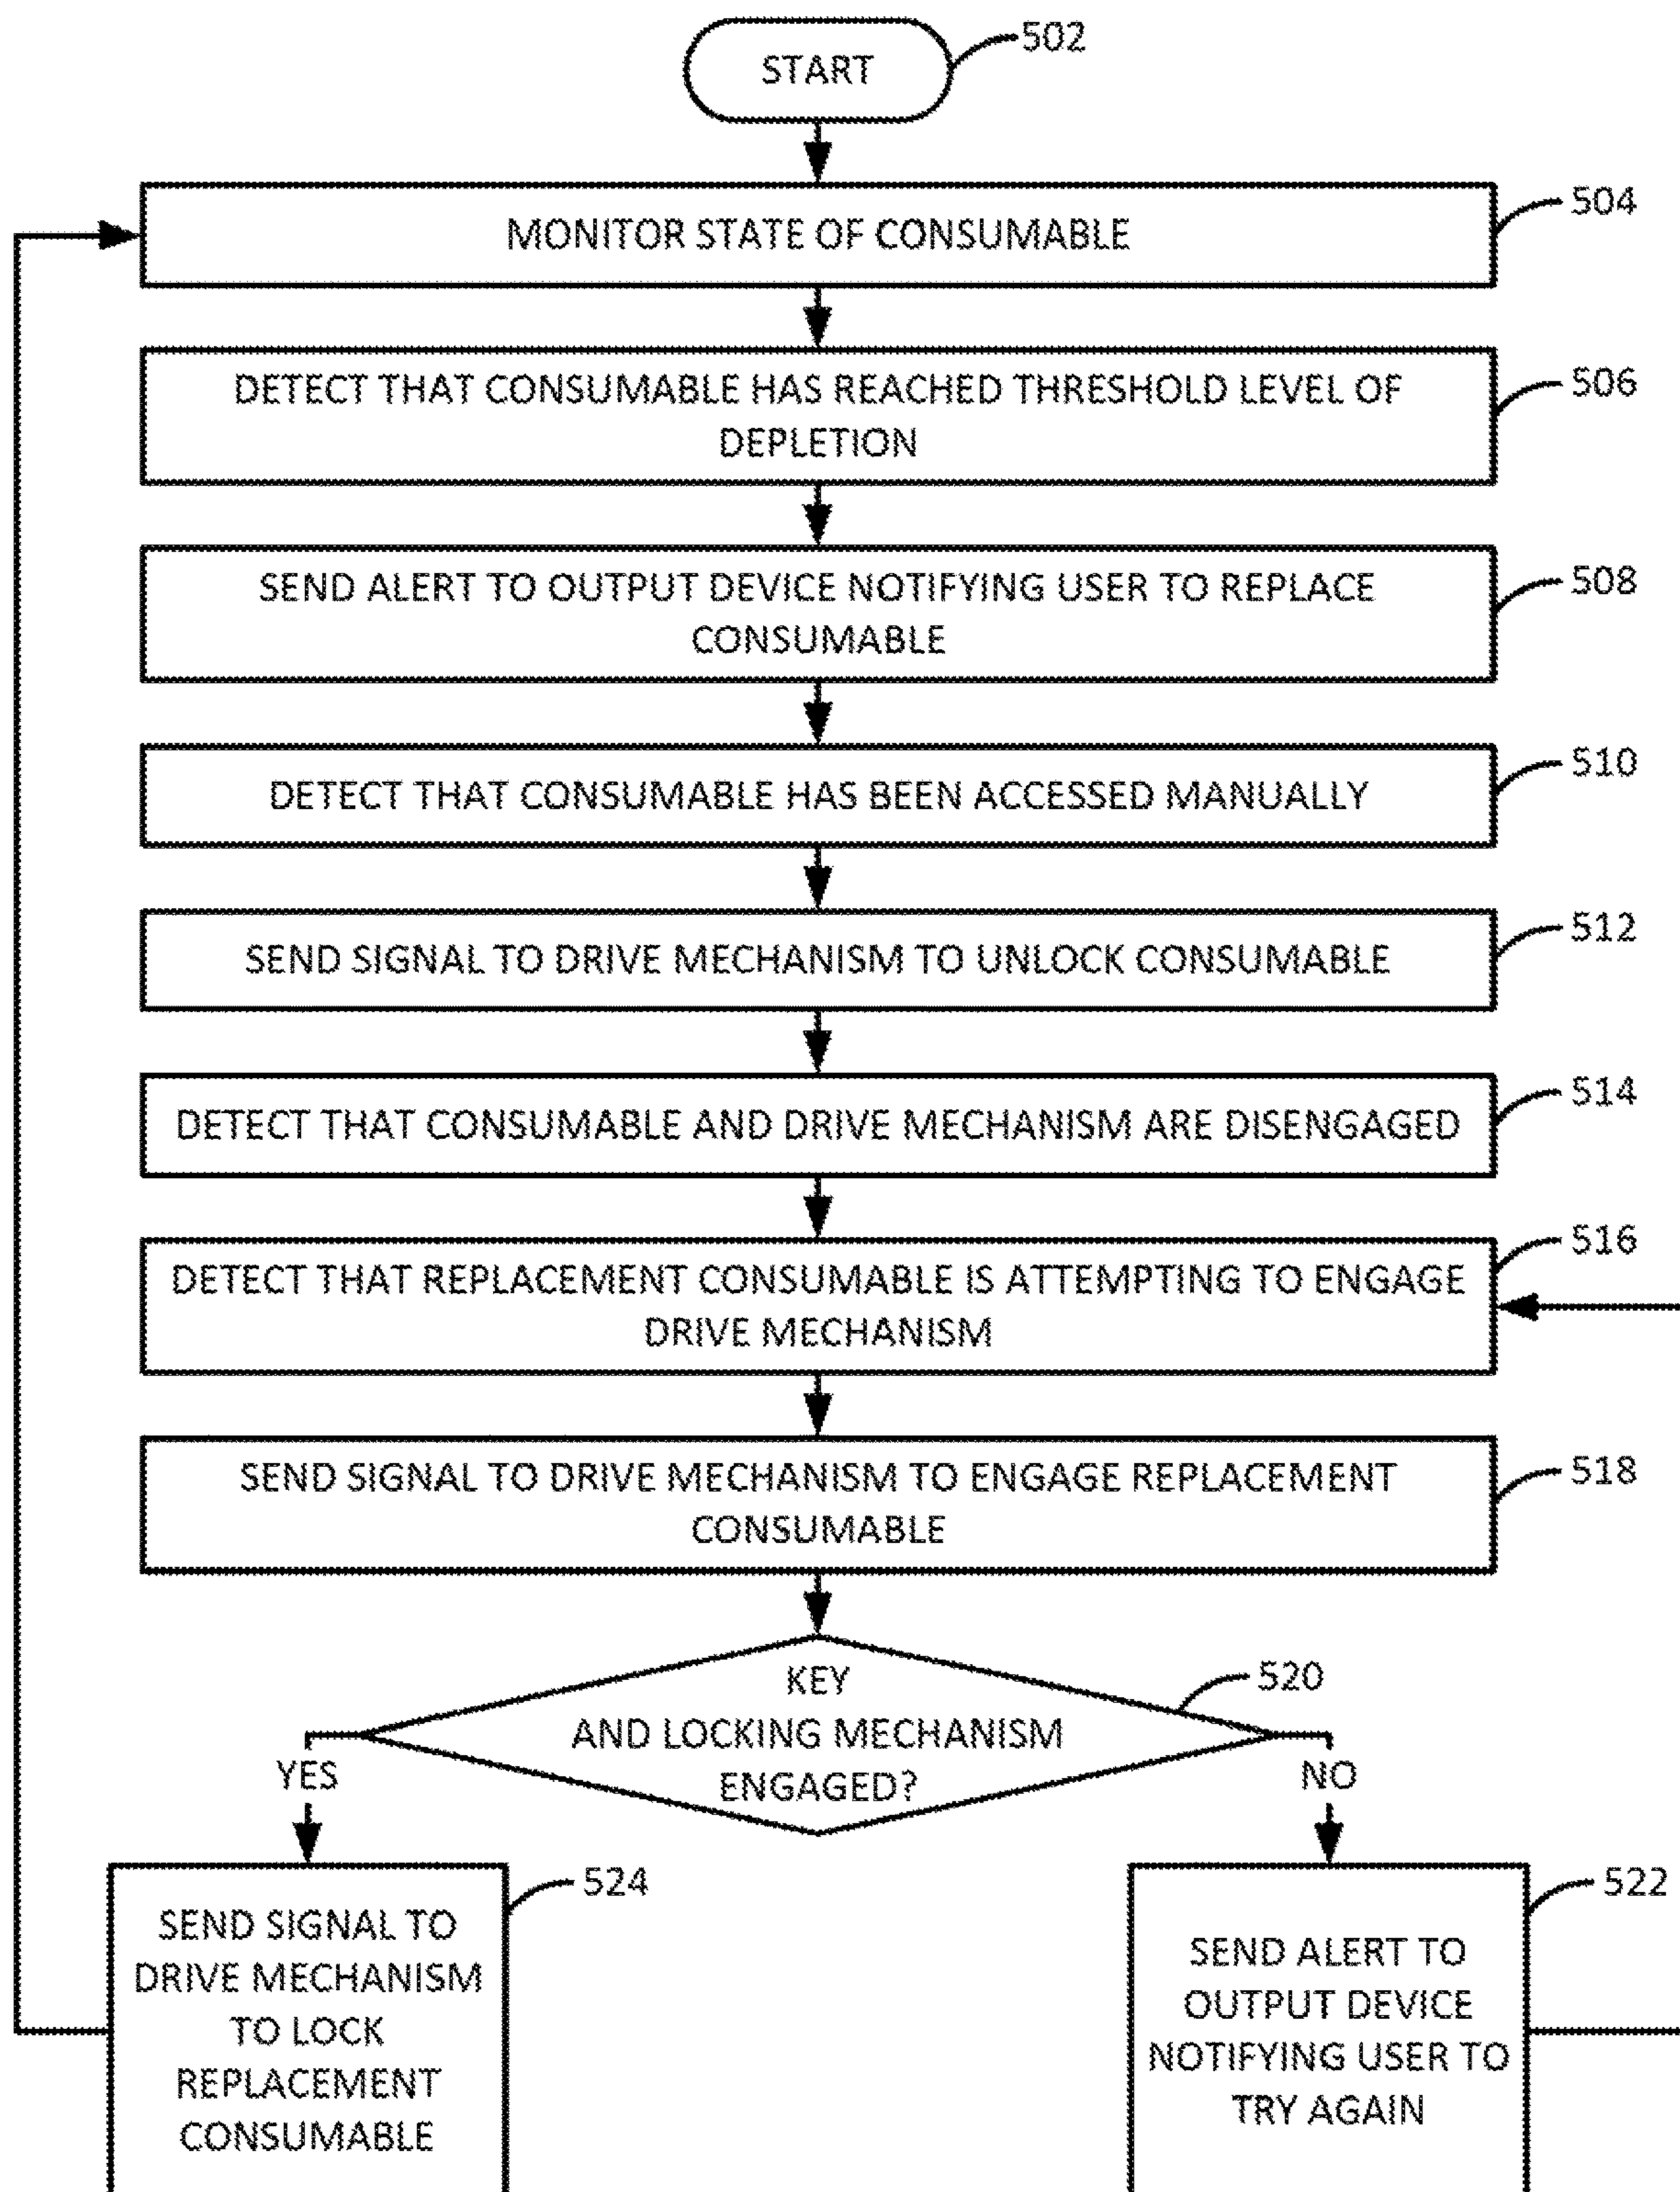 START
502
MONITOR STATE OF CONSUMABLE
504
DETECT THAT CONSUMABLE HAS REACHED THRESHOLD LEVEL OF
DEPLETION
506
SEND ALERT TO OUTPUT DEVICE NOTIFYING USER TO REPLACE
CONSUMABLE
508
DETECT THAT CONSUMABLE HAS BEEN ACCESSED MANUALLY
510
SEND SIGNAL TO DRIVE MECHANISM TO UNLOCK CONSUMABLE
512
DETECT THAT CONSUMABLE AND DRIVE MECHANISM ARE DISENGAGED
514
DETECT THAT REPLACEMENT CONSUMABLE IS ATTEMPTING TO ENGAGE
DRIVE MECHANISM
516
SEND SIGNAL TO DRIVE MECHANISM TO ENGAGE REPLACEMENT
CONSUMABLE
518
KEY
AND LOCKING MECHANISM
ENGAGED?
520
YES
NO
SEND SIGNAL TO
DRIVE MECHANISM
TO LOCK
REPLACEMENT
CONSUMABLE
524
SEND ALERT TO
OUTPUT DEVICE
NOTIFYING USER TO
TRY AGAIN
522